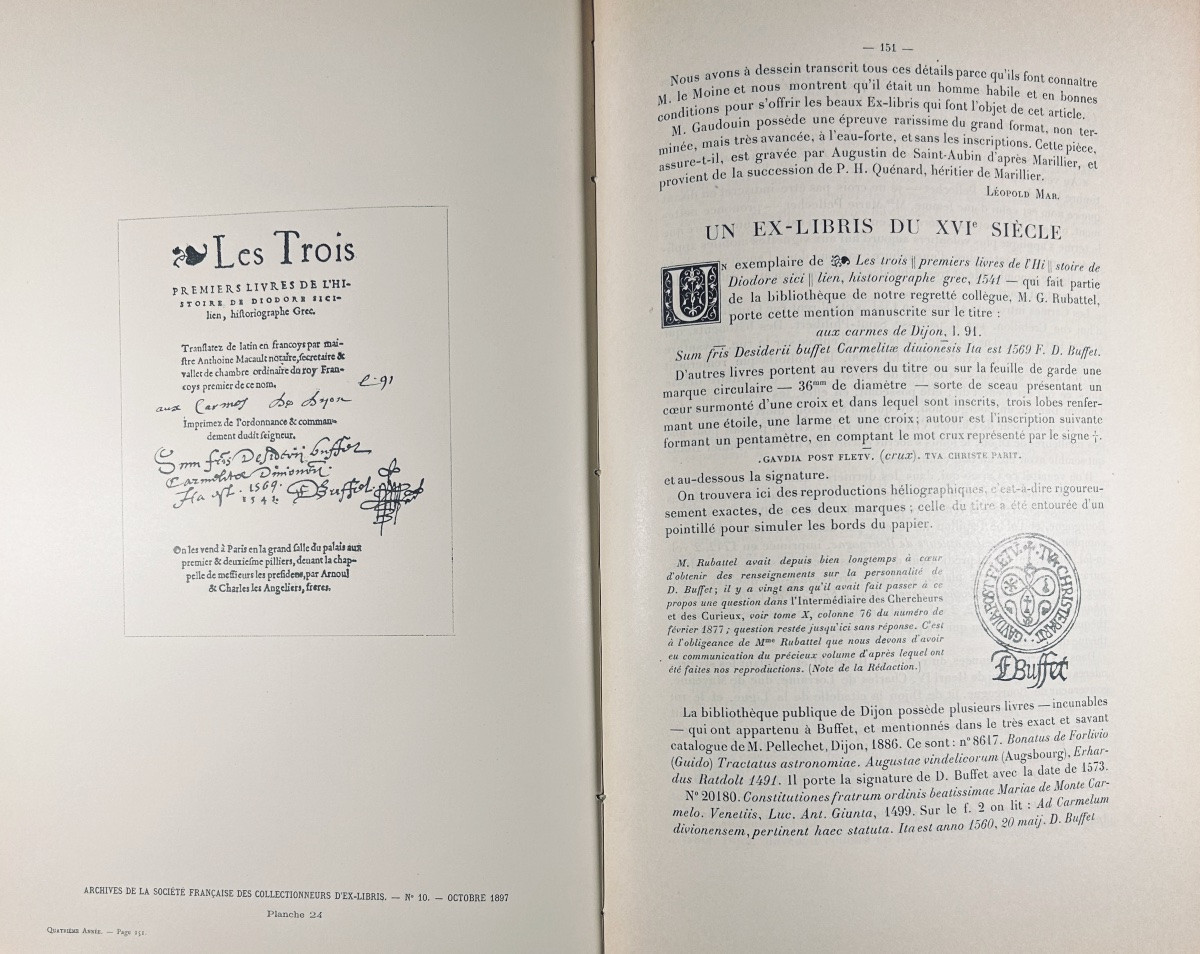 Les Trois
PREMIERS LIVRES DE L'HI-
STOIRE DE DIODORE SICI-
lien, historiographe Grec.
Translatez de latin en francoys par mai-
stre Anthoine Macault notaire, secretaire &
vallet de chambre ordinaire du roy Fran-
coys premier de ce nom.
l. 91
aux Carmes de Dijon
Imprimez de l'ordonnance & comman-
dement dudit seigneur.
Sum fris Desiderii buffet
Carmelitæ Diuionen̄.
Ita est. 1569.
1541. D Buffet
On les vend à Paris en la grand salle du palais aux
premier & deuxiesme pilliers, deuant la chap-
pelle de messieurs les presidens, par Arnoul
& Charles les Angeliers, freres.
ARCHIVES DE LA SOCIÉTÉ FRANÇAISE DES COLLECTIONNEURS D'EX-LIBRIS. — N° 10. — OCTOBRE 1897
Planche 24
QUATRIÈME ANNÉE. — Page 151.
— 151 —
Nous avons à dessein transcrit tous ces détails parce qu'ils font connaître
M. le Moine et nous montrent qu'il était un homme habile et en bonnes
conditions pour s'offrir les beaux Ex-libris qui font l'objet de cet article.
M. Gaudouin possède une épreuve rarissime du grand format, non ter-
minée, mais très avancée, à l'eau-forte, et sans les inscriptions. Cette pièce,
assure-t-il, est gravée par Augustin de Saint-Aubin d'après Marillier, et
provient de la succession de P. H. Quénard, héritier de Marillier.
LÉOPOLD MAR.
UN EX-LIBRIS DU XVIe SIÈCLE
UN exemplaire de Les trois || premiers livres de l'Hi || stoire de
Diodore sici || lien, historiographe grec, 1541 — qui fait partie
de la bibliothèque de notre regretté collègue, M. G. Rubattel,
porte cette mention manuscrite sur le titre :
aux carmes de Dijon, l. 91.
Sum fr̄is Desiderii buffet Carmelitæ diuionēsis Ita est 1569 F. D. Buffet.
D'autres livres portent au revers du titre ou sur la feuille de garde une
marque circulaire — 36mm de diamètre — sorte de sceau présentant un
cœur surmonté d'une croix et dans lequel sont inscrits, trois lobes renfer-
mant une étoile, une larme et une croix; autour est l'inscription suivante
formant un pentamètre, en comptant le mot crux représenté par le signe †.
.GAVDIA POST FLETV̄. (crux). TVA CHRISTE PARIT.
et au-dessous la signature.
On trouvera ici des reproductions héliographiques, c'est-à-dire rigoureu-
sement exactes, de ces deux marques ; celle du titre a été entourée d'un
pointillé pour simuler les bords du papier.
M. Rubattel avait depuis bien longtemps à cœur
d'obtenir des renseignements sur la personnalité de
D. Buffet; il y a vingt ans qu'il avait fait passer à ce
propos une question dans l'Intermédiaire des Chercheurs
et des Curieux, voir tome X, colonne 76 du numéro de
février 1877 ; question restée jusqu'ici sans réponse. C'est
à l'obligeance de Mme Rubattel que nous devons d'avoir
eu communication du précieux volume d'après lequel ont
été faites nos reproductions. (Note de la Rédaction.)
GAVDIA POST FLETV̄ TVA CHRISTE PARIT
F D Buffet
La bibliothèque publique de Dijon possède plusieurs livres — incunables
— qui ont appartenu à Buffet, et mentionnés dans le très exact et savant
catalogue de M. Pellechet, Dijon, 1886. Ce sont : n° 8617. Bonatus de Forlivio
(Guido) Tractatus astronomiae. Augustae vindelicorum (Augsbourg), Erhar-
dus Ratdolt 1491. Il porte la signature de D. Buffet avec la date de 1573.
N° 20180. Constitutiones fratrum ordinis beatissimae Mariae de Monte Car-
melo. Venetiis, Luc. Ant. Giunta, 1499. Sur le f. 2 on lit : Ad Carmelum
divionensem, pertinent haec statuta. Ita est anno 1560, 20 maij. D. Buffet